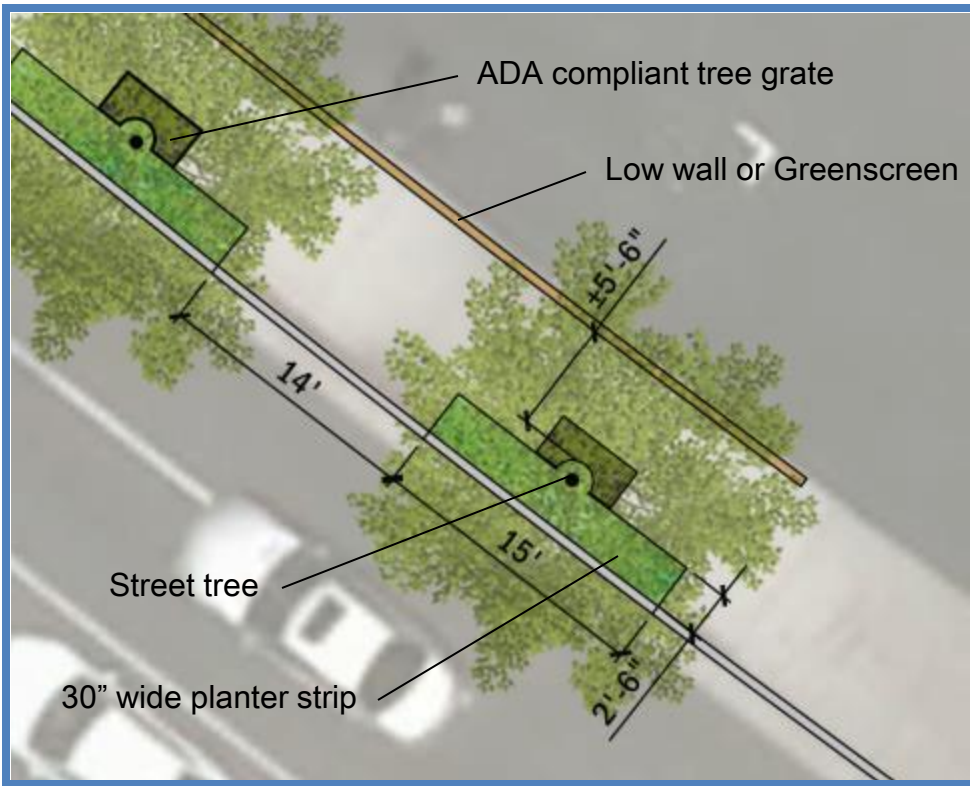 ADA compliant tree grate
Low wall or Greenscreen
±5'-6"
14'
15'
Street tree
30” wide planter strip
2'-6"